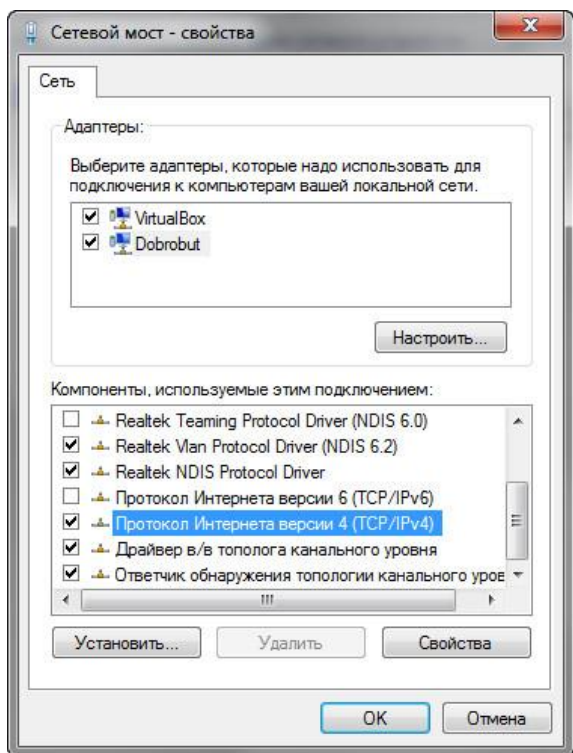 Сетевой мост - свойства
Сеть
Адаптеры:
Выберите адаптеры, которые надо использовать для
подключения к компьютерам вашей локальной сети.
VirtualBox
Dobrobut
Настроить...
Компоненты, используемые этим подключением:
Realtek Teaming Protocol Driver (NDIS 6.0)
Realtek Vlan Protocol Driver (NDIS 6.2)
Realtek NDIS Protocol Driver
Протокол Интернета версии 6 (TCP/IPv6)
Протокол Интернета версии 4 (TCP/IPv4)
Драйвер в/в тополога канального уровня
Ответчик обнаружения топологии канального уров
Установить...
Удалить
Свойства
OK
Отмена